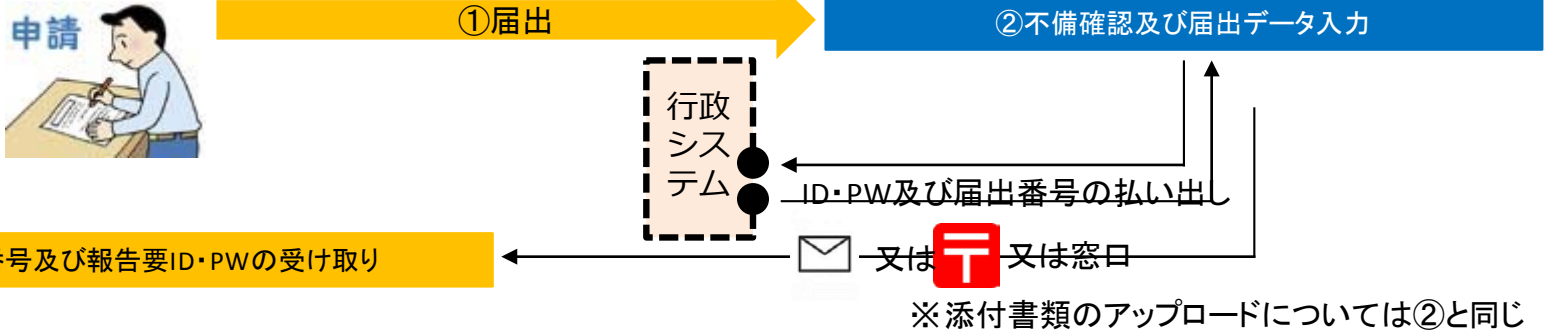 申請
①届出
②不備確認及び届出データ入力
行政
シス
テム
ID・PW及び届出番号の払い出し
号及び報告要ID・PWの受け取り
又は〒又は窓口
※添付書類のアップロードについては②と同じ